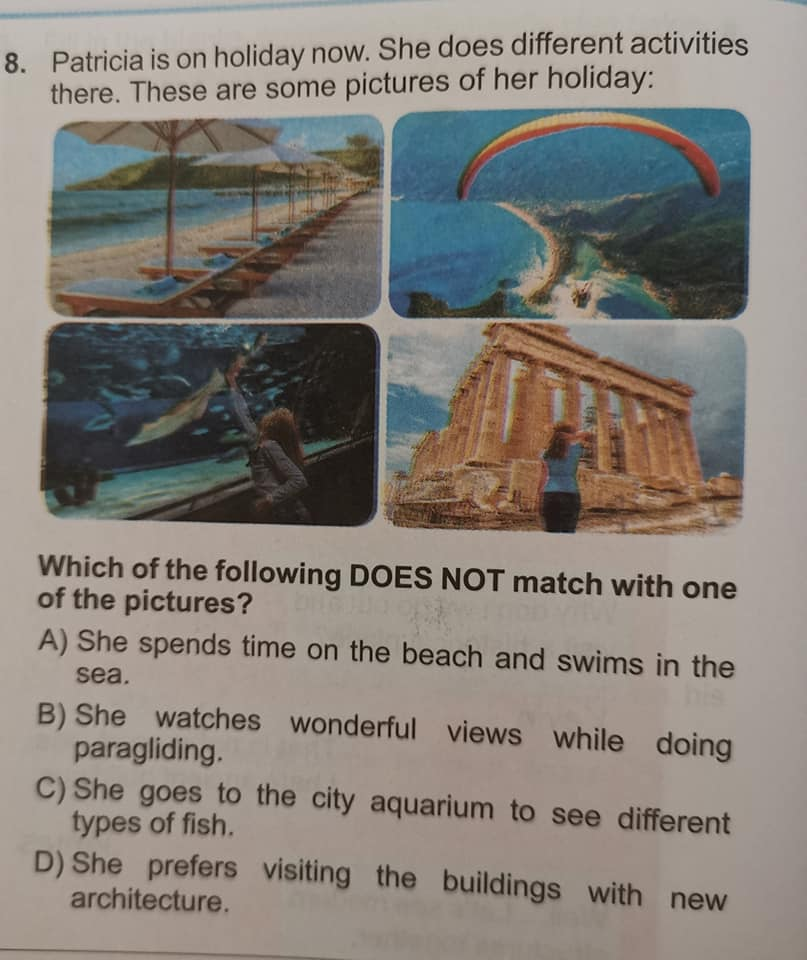 8. Patricia is on holiday now. She does different activities
there. These are some pictures of her holiday:
Which of the following DOES NOT match with one
of the pictures?
A) She spends time on the beach and swims in the
sea.
B) She watches wonderful views while doing
paragliding.
C) She goes to the city aquarium to see different
types of fish.
D) She prefers visiting the buildings with new
architecture.